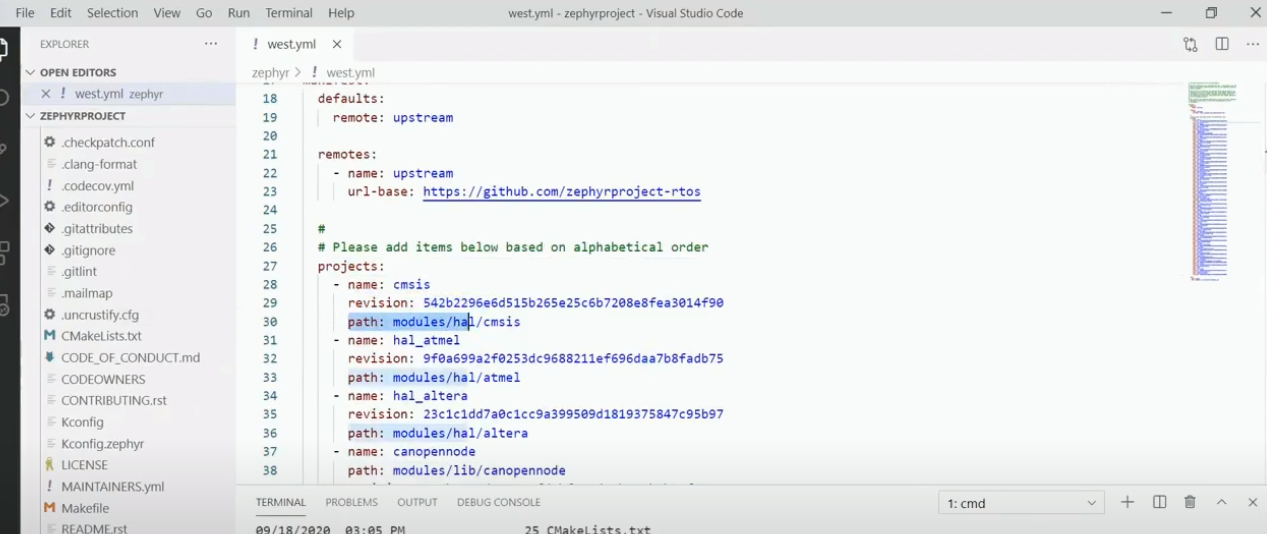 File Edit Selection View Go Run Terminal Help
west.yml - zephyrproject - Visual Studio Code
EXPLORER
OPEN EDITORS
! west.yml zephyr
ZEPHYRPROJECT
.checkpatch.conf
.clang-format
! .codecov.yml
.editorconfig
.gitattributes
.gitignore
.gitlint
.mailmap
.uncrustify.cfg
M CMakeLists.txt
CODE_OF_CONDUCT.md
CODEOWNERS
CONTRIBUTING.rst
Kconfig
Kconfig.zephyr
LICENSE
! MAINTAINERS.yml
M Makefile
README.rst
! west.yml
zephyr > ! west.yml
18 defaults:
19 remote: upstream
20
21 remotes:
22 - name: upstream
23 url-base: https://github.com/zephyrproject-rtos
24
25 #
26 # Please add items below based on alphabetical order
27 projects:
28 - name: cmsis
29 revision: 542b2296e6d515b265e25c6b7208e8fea3014f90
30 path: modules/hal/cmsis
31 - name: hal_atmel
32 revision: 9f0a699a2f0253dc9688211ef696daa7b8fadb75
33 path: modules/hal/atmel
34 - name: hal_altera
35 revision: 23c1c1dd7a0c1cc9a399509d1819375847c95b97
36 path: modules/hal/altera
37 - name: canopennode
38 path: modules/lib/canopennode
TERMINAL PROBLEMS OUTPUT DEBUG CONSOLE
1: cmd
09/18/2020 03:05 PM 25 CMakeLists.txt